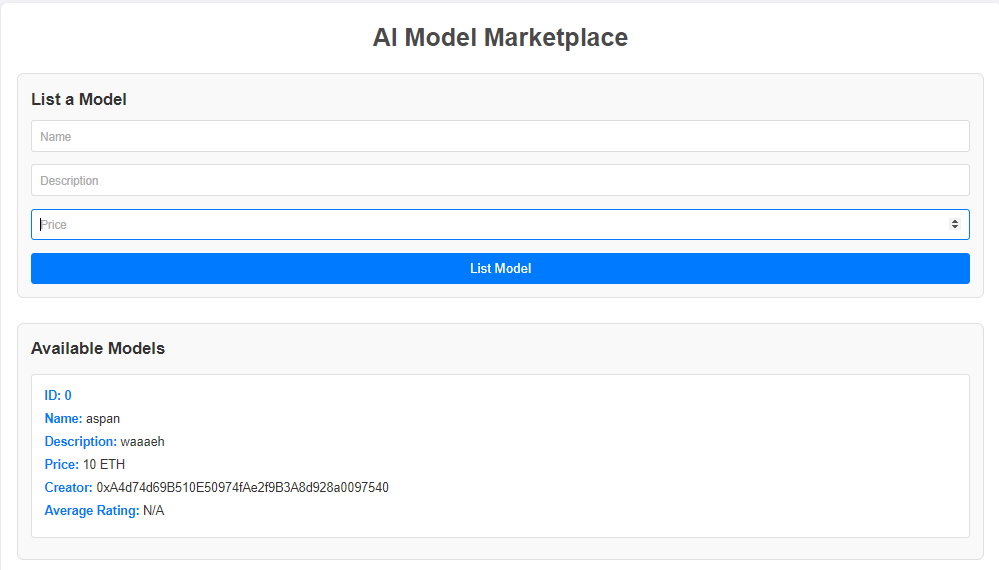 AI Model Marketplace
List a Model
Name
Description
Price
List Model
Available Models
ID: 0
Name: aspan
Description: waaaeh
Price: 10 ETH
Creator: 0xA4d74d69B510E50974fAe2f9B3A8d928a0097540
Average Rating: N/A